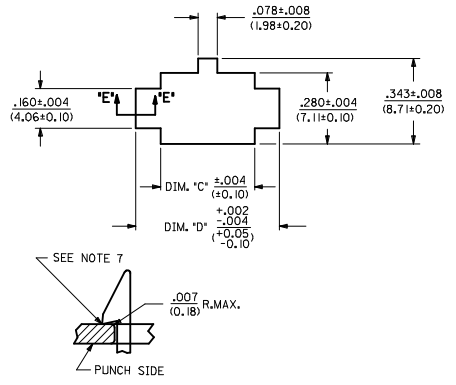 .078±.008
(1.98±0.20)
.160±.004
(4.06±0.10)
"E" "E"
.280±.004
(7.11±0.10)
.343±.008
(8.71±0.20)
DIM. "C" ±.004
(±0.10)
DIM. "D" +.002
-.004
(+0.05
-0.10)
SEE NOTE 7
.007
(0.18) R.MAX.
PUNCH SIDE